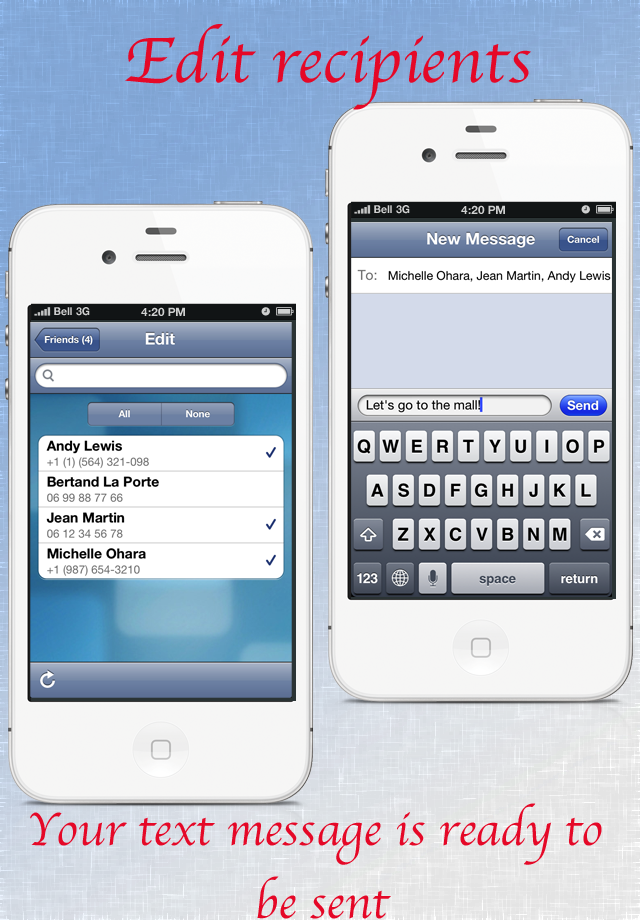 Edit recipients
Bell 3G 4:20 PM
New Message Cancel
To: Michelle Ohara, Jean Martin, Andy Lewis
Let's go to the mall! Send
Q W E R T Y U I O P
A S D F G H J K L
Z X C V B N M
123 space return
Bell 3G 4:20 PM
Friends (4) Edit
All None
Andy Lewis
+1 (1) (564) 321-098
Bertand La Porte
06 99 88 77 66
Jean Martin
06 12 34 56 78
Michelle Ohara
+1 (987) 654-3210
Your text message is ready to
be sent